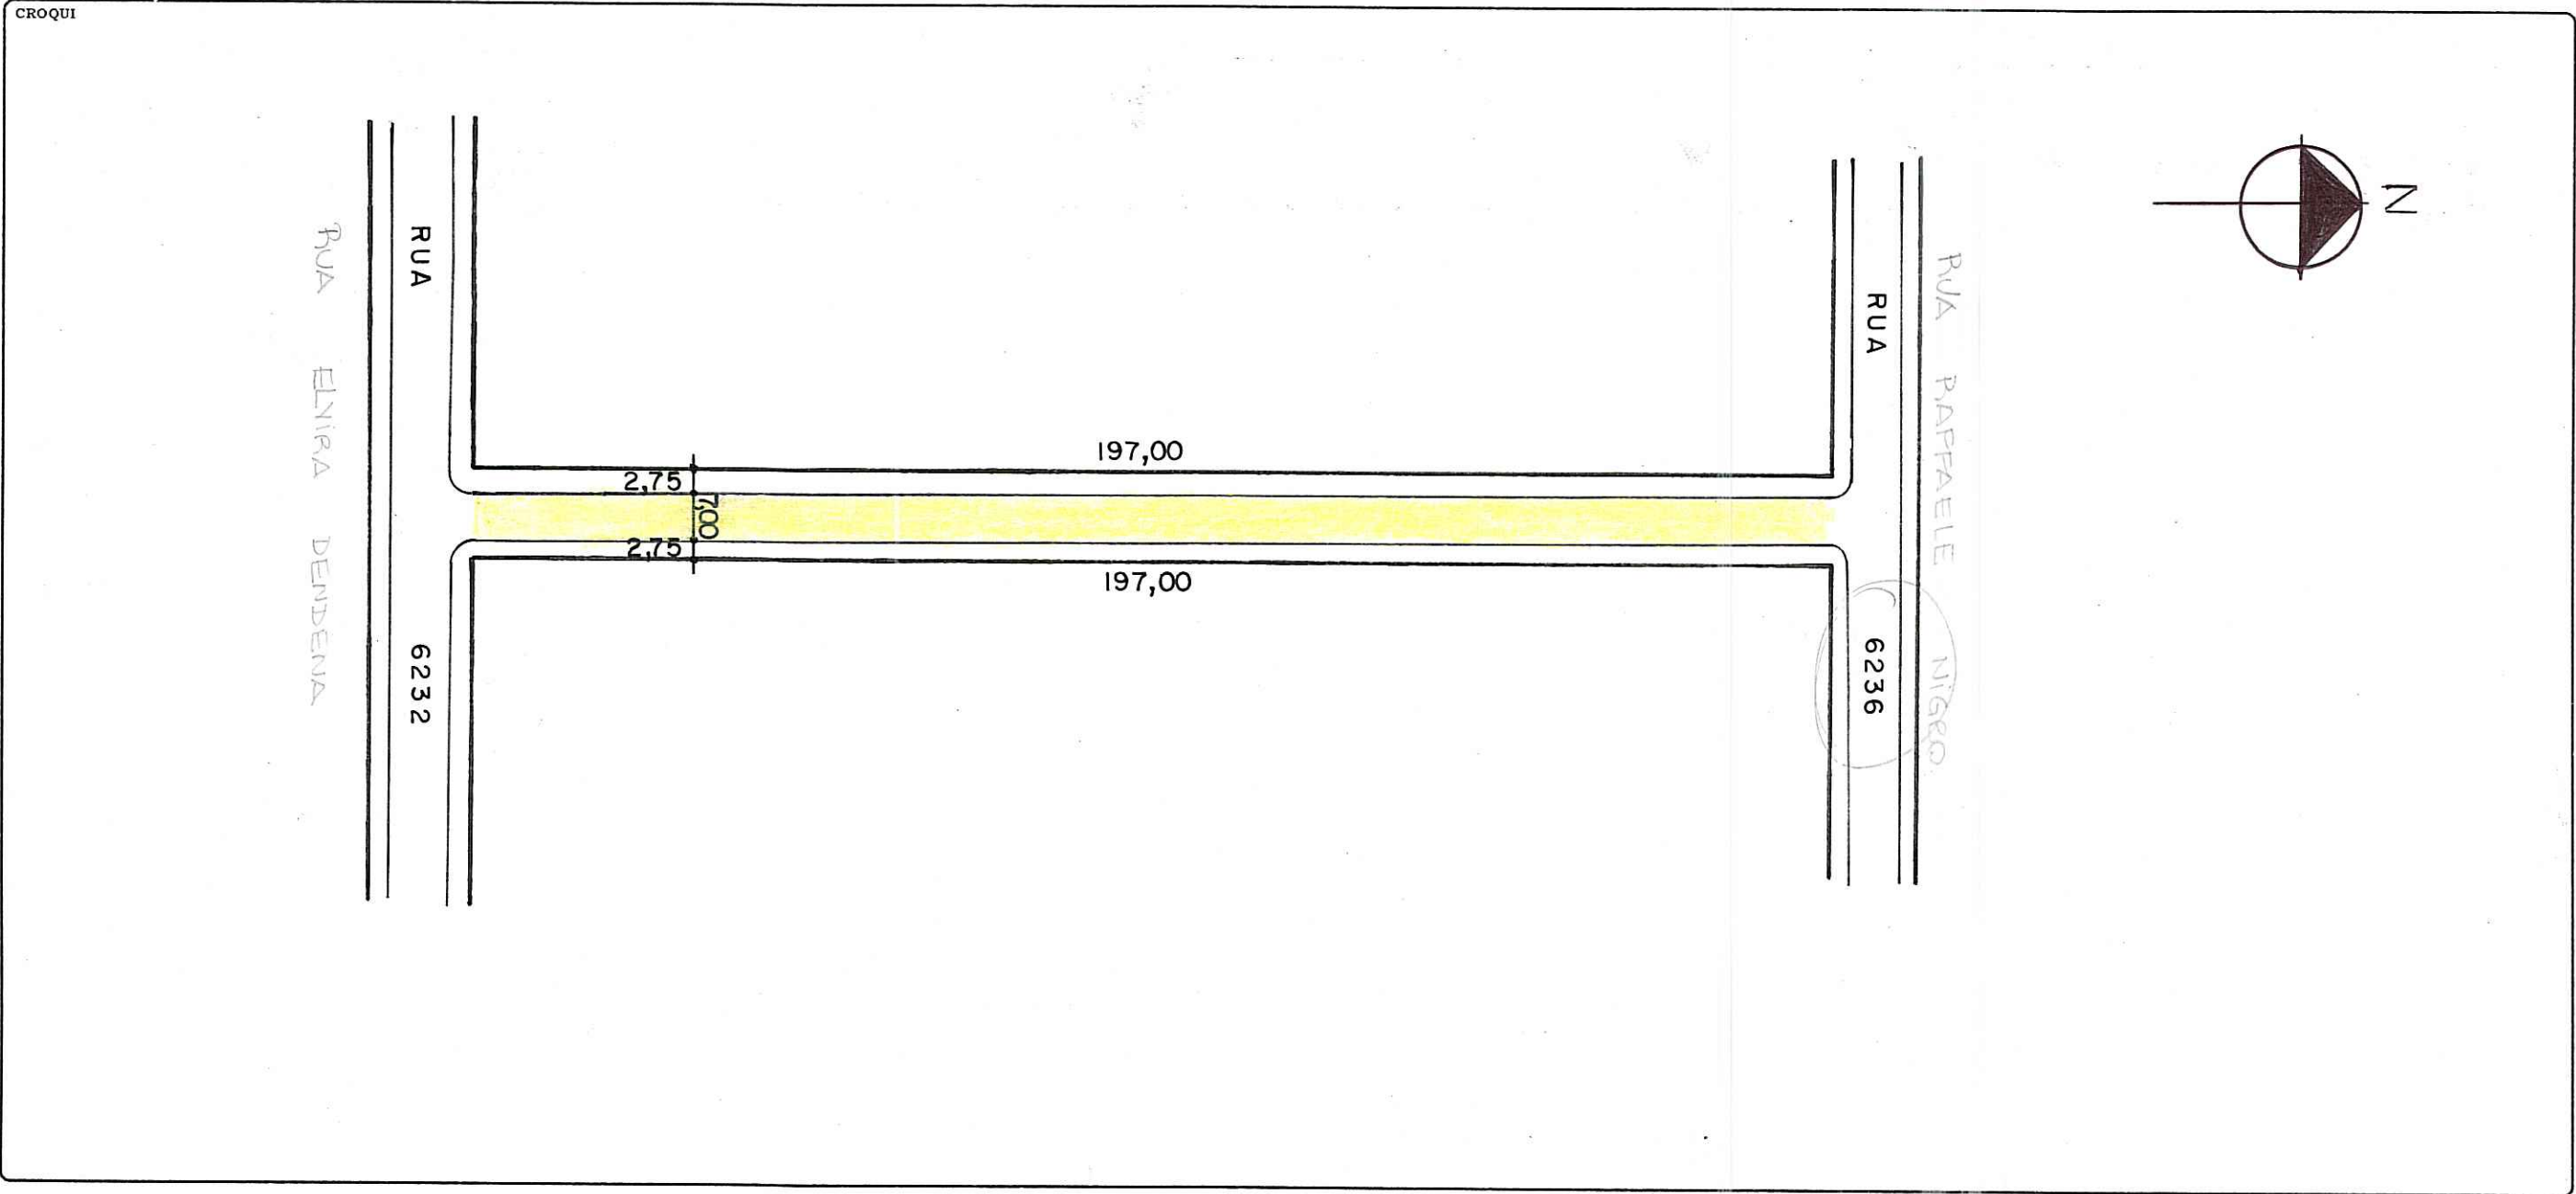 CROQUI
N
RUA 6232
RUA ELVIRA DENDENA
197,00
2,75
7,00
2,75
197,00
RUA 6236
RUA RAFFAELE NIGRO